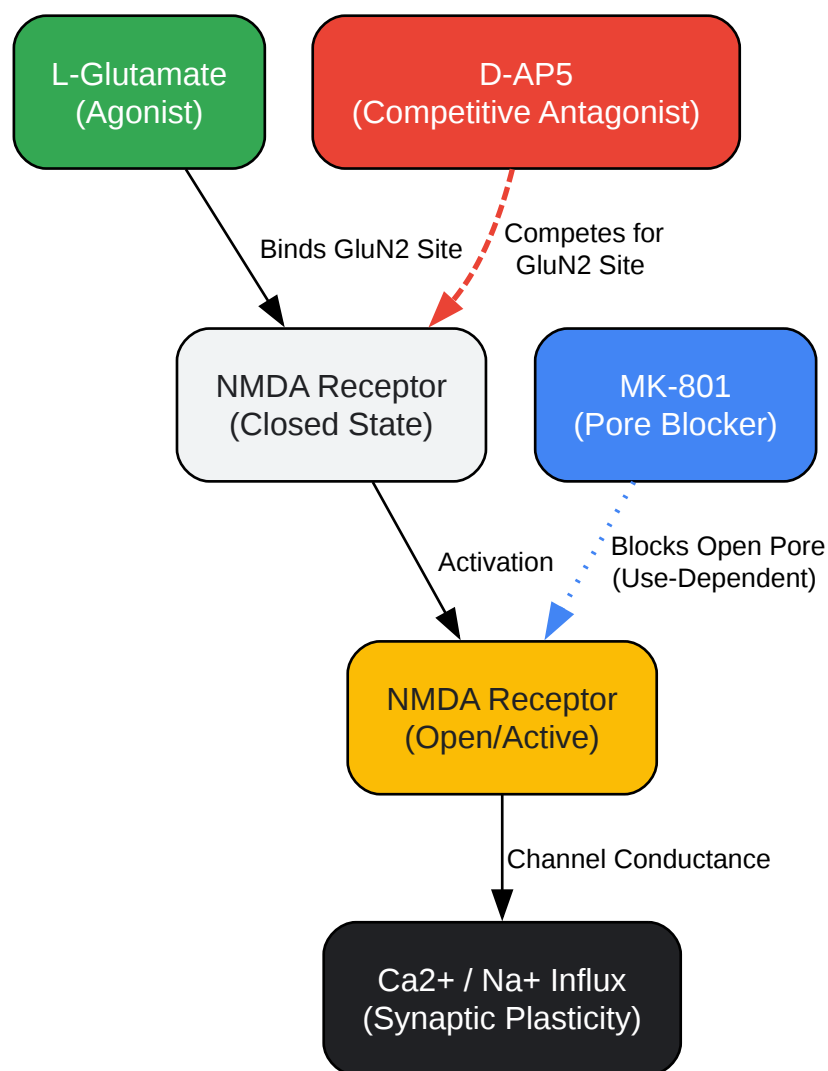 L-Glutamate
(Agonist)
D-AP5
(Competitive Antagonist)
Binds GluN2 Site
Competes for
GluN2 Site
NMDA Receptor
(Closed State)
MK-801
(Pore Blocker)
Activation
Blocks Open Pore
(Use-Dependent)
NMDA Receptor
(Open/Active)
Channel Conductance
Ca2+ / Na+ Influx
(Synaptic Plasticity)